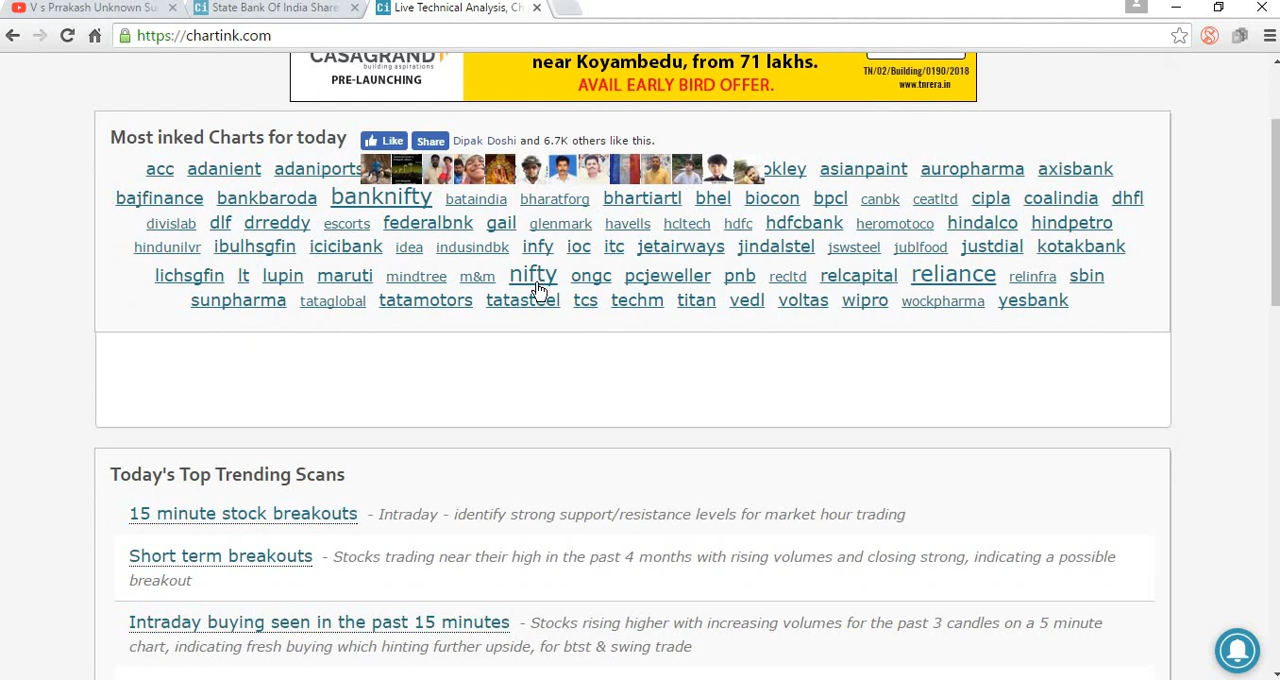 V s Prrakash Unknown Su
State Bank Of India Share
Live Technical Analysis, Ch
https://chartink.com
CASAGRAND
building aspirations
PRE-LAUNCHING
near Koyambedu, from 71 lakhs.
AVAIL EARLY BIRD OFFER.
TN/02/Building/0190/2018
www.tnrera.in
Most inked Charts for today
Like Share Dipak Doshi and 6.7K others like this.
acc adanient adaniports okley asianpaint auropharma axisbank
bajfinance bankbaroda banknifty bataindia bharatforg bhartiartl bhel biocon bpcl canbk ceatltd cipla coalindia dhfl
divislab dlf drreddy escorts federalbnk gail glenmark havells hcltech hdfc hdfcbank heromotoco hindalco hindpetro
hindunilvr ibulhsgfin icicibank idea indusindbk infy ioc itc jetairways jindalstel jswsteel jublfood justdial kotakbank
lichsgfin lt lupin maruti mindtree m&m nifty ongc pcjeweller pnb recltd relcapital reliance relinfra sbin
sunpharma tataglobal tatamotors tatasteel tcs techm titan vedl voltas wipro wockpharma yesbank
Today's Top Trending Scans
15 minute stock breakouts - Intraday - identify strong support/resistance levels for market hour trading
Short term breakouts - Stocks trading near their high in the past 4 months with rising volumes and closing strong, indicating a possible
breakout
Intraday buying seen in the past 15 minutes - Stocks rising higher with increasing volumes for the past 3 candles on a 5 minute
chart, indicating fresh buying which hinting further upside, for btst & swing trade